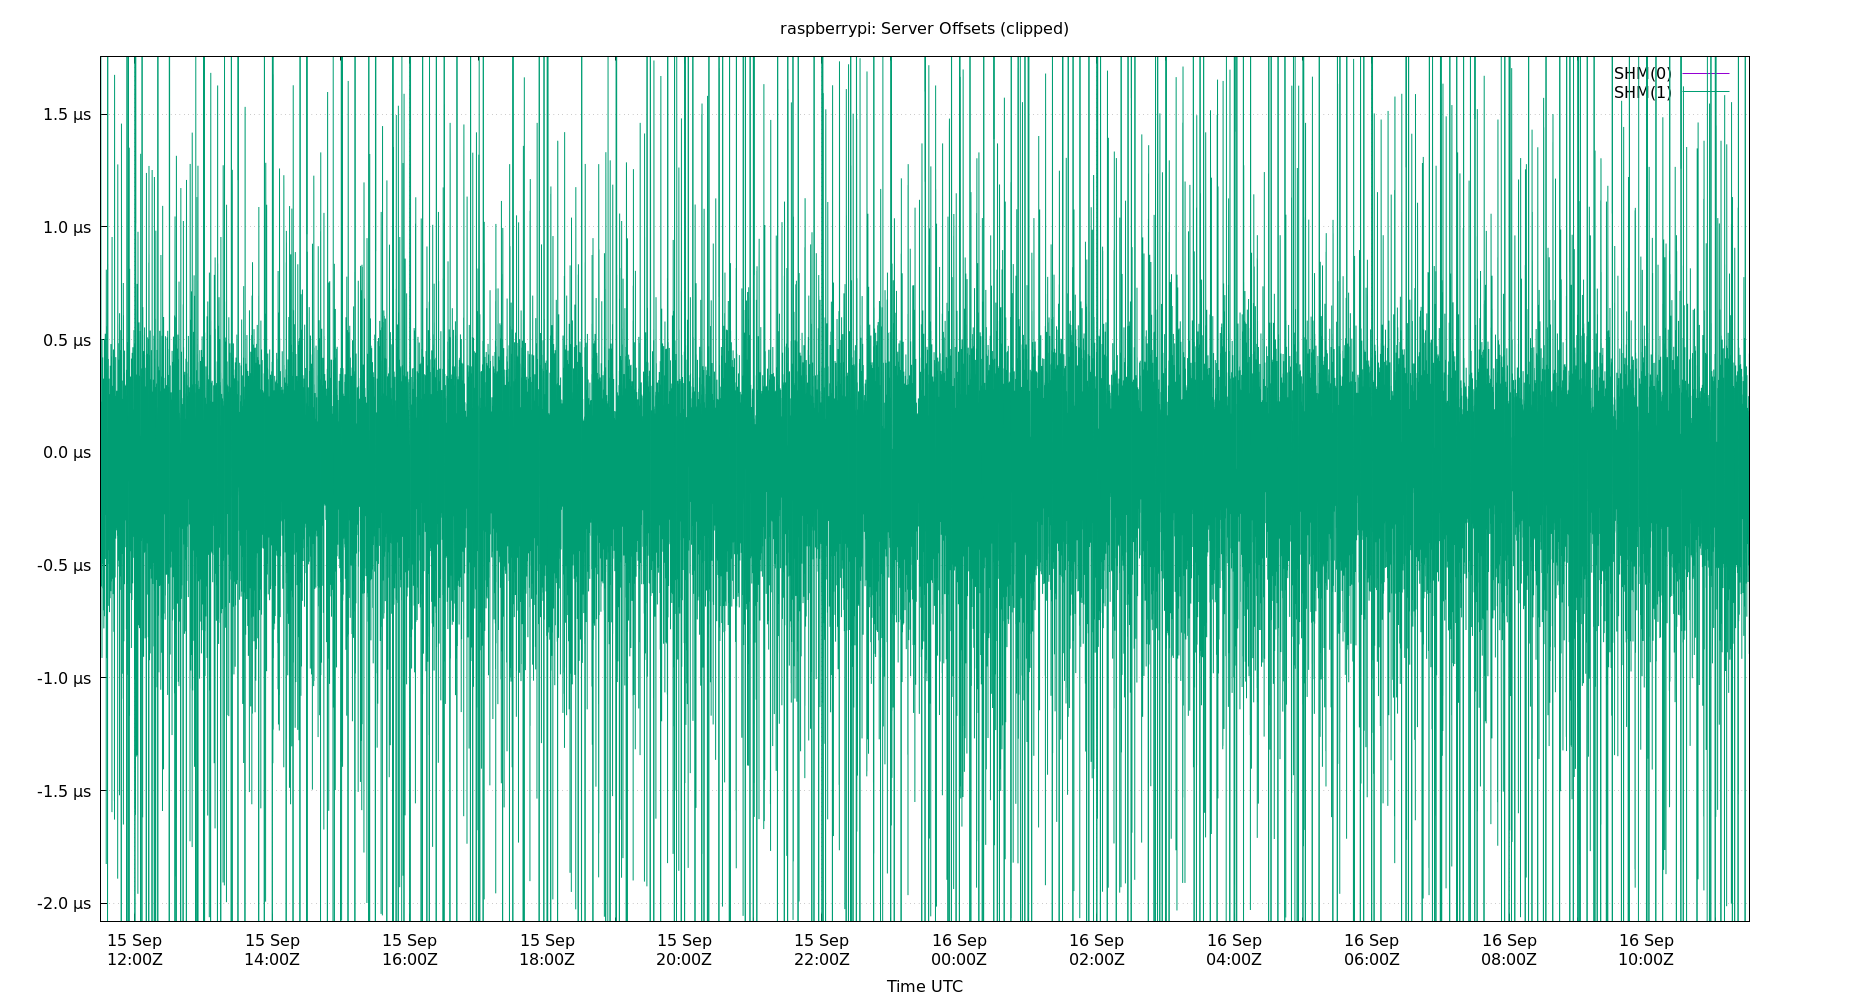 raspberrypi: Server Offsets (clipped)
SHM(0)
SHM(1)
1.5 µs
1.0 µs
0.5 µs
0.0 µs
-0.5 µs
-1.0 µs
-1.5 µs
-2.0 µs
15 Sep 15 Sep 15 Sep 15 Sep 15 Sep 15 Sep 16 Sep 16 Sep 16 Sep 16 Sep 16 Sep 16 Sep
12:00Z 14:00Z 16:00Z 18:00Z 20:00Z 22:00Z 00:00Z 02:00Z 04:00Z 06:00Z 08:00Z 10:00Z
Time UTC